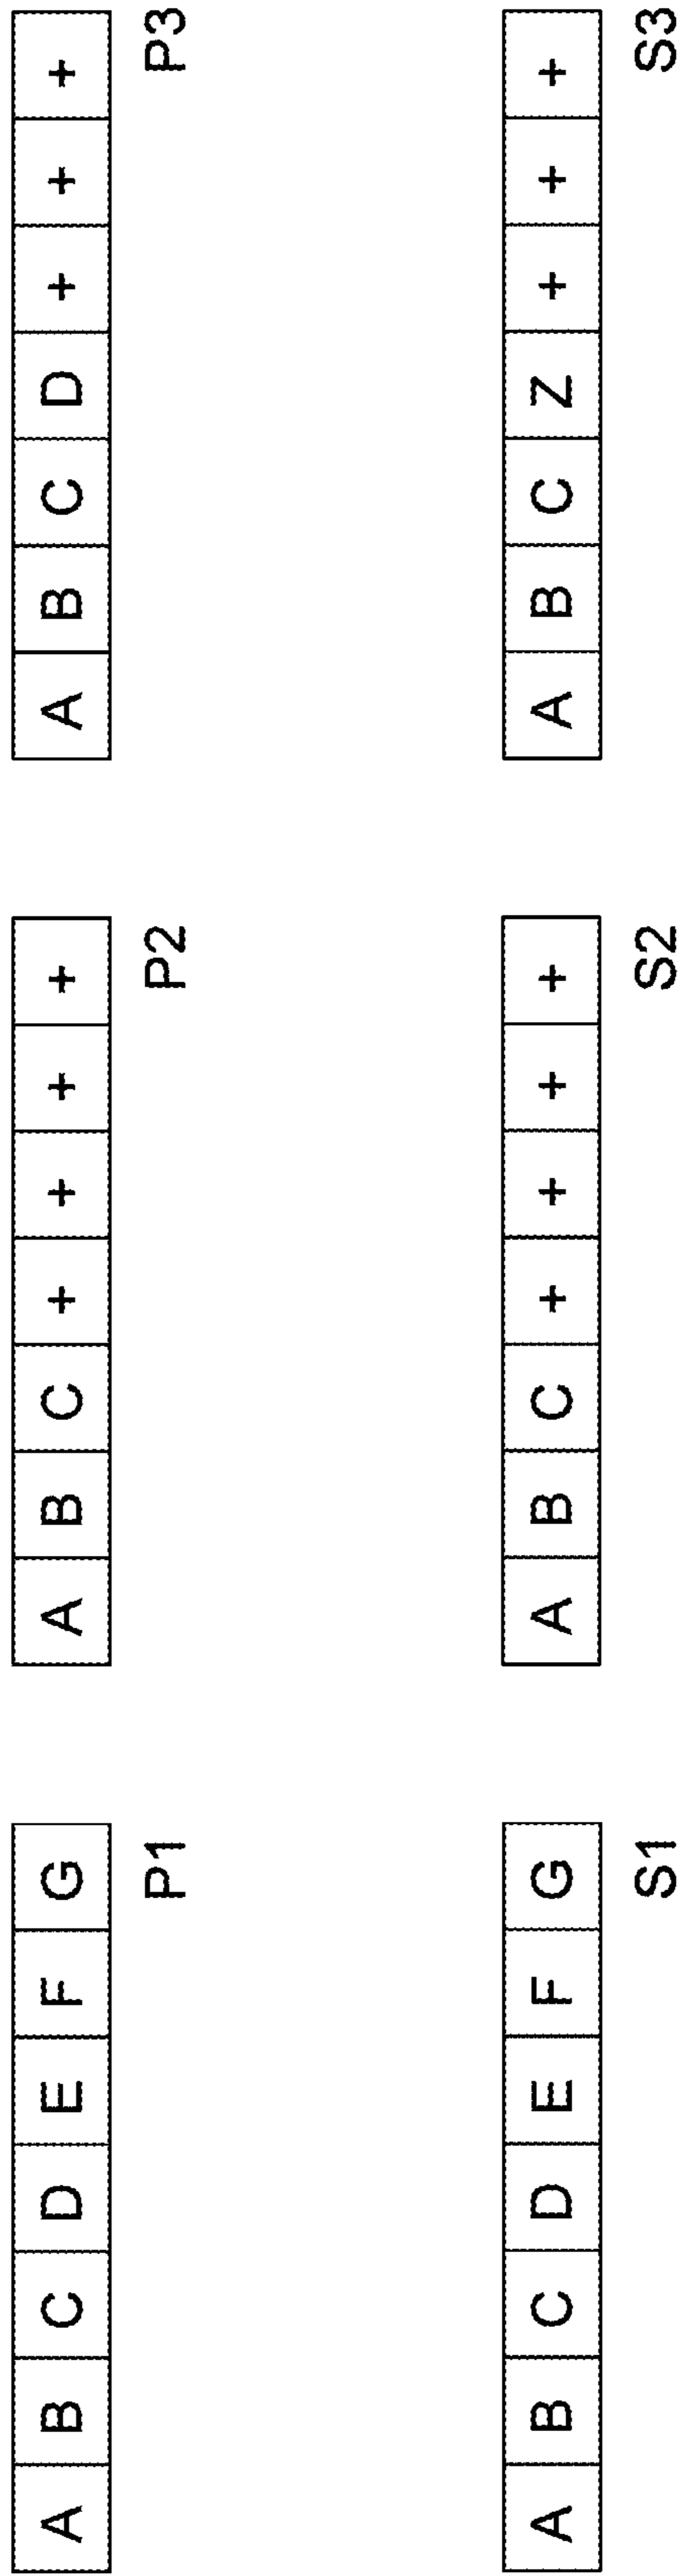 A B C D E F G
P1
A B C + + + +
P2
A B C D + + +
P3
A B C D E F G
S1
A B C + + + +
S2
A B C Z + + +
S3